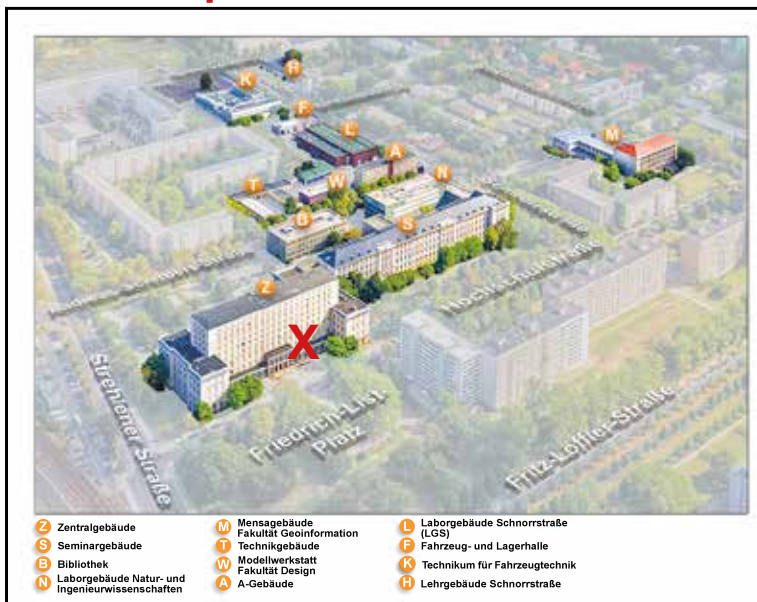 K
H
F
L
M
A
N
T
W
B
S
Z
X
Hochschulstraße
Strehlener Straße
Friedrich-List-
Platz
Fritz-Löffler-Straße
Z Zentralgebäude
S Seminargebäude
B Bibliothek
N Laborgebäude Natur- und
Ingenieurwissenschaften
M Mensagebäude
Fakultät Geoinformation
T Technikgebäude
W Modellwerkstatt
Fakultät Design
A A-Gebäude
L Laborgebäude Schnorrstraße
(LGS)
F Fahrzeug- und Lagerhalle
K Technikum für Fahrzeugtechnik
H Lehrgebäude Schnorrstraße